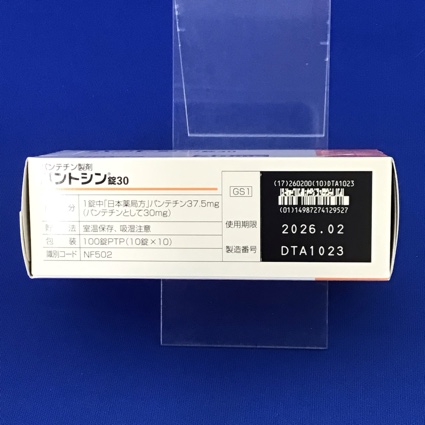 パンテチン製剤
パントシン®錠30
分 1錠中「日本薬局方」パンテチン37.5mg
(パンテチンとして30mg)
法 室温保存、吸湿注意
包 装 100錠PTP(10錠×10)
識別コード NF502
GS1
使用期限
製造番号
(17)260200(10)DTA1023
(01)14987274129527
2026.02
DTA1023